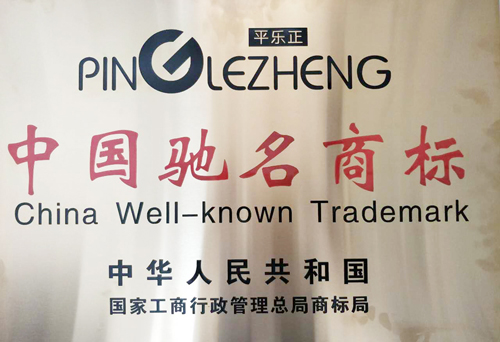 平乐正
PINGLEZHENG
中国驰名商标
China Well-known Trademark
中华人民共和国
国家工商行政管理总局商标局